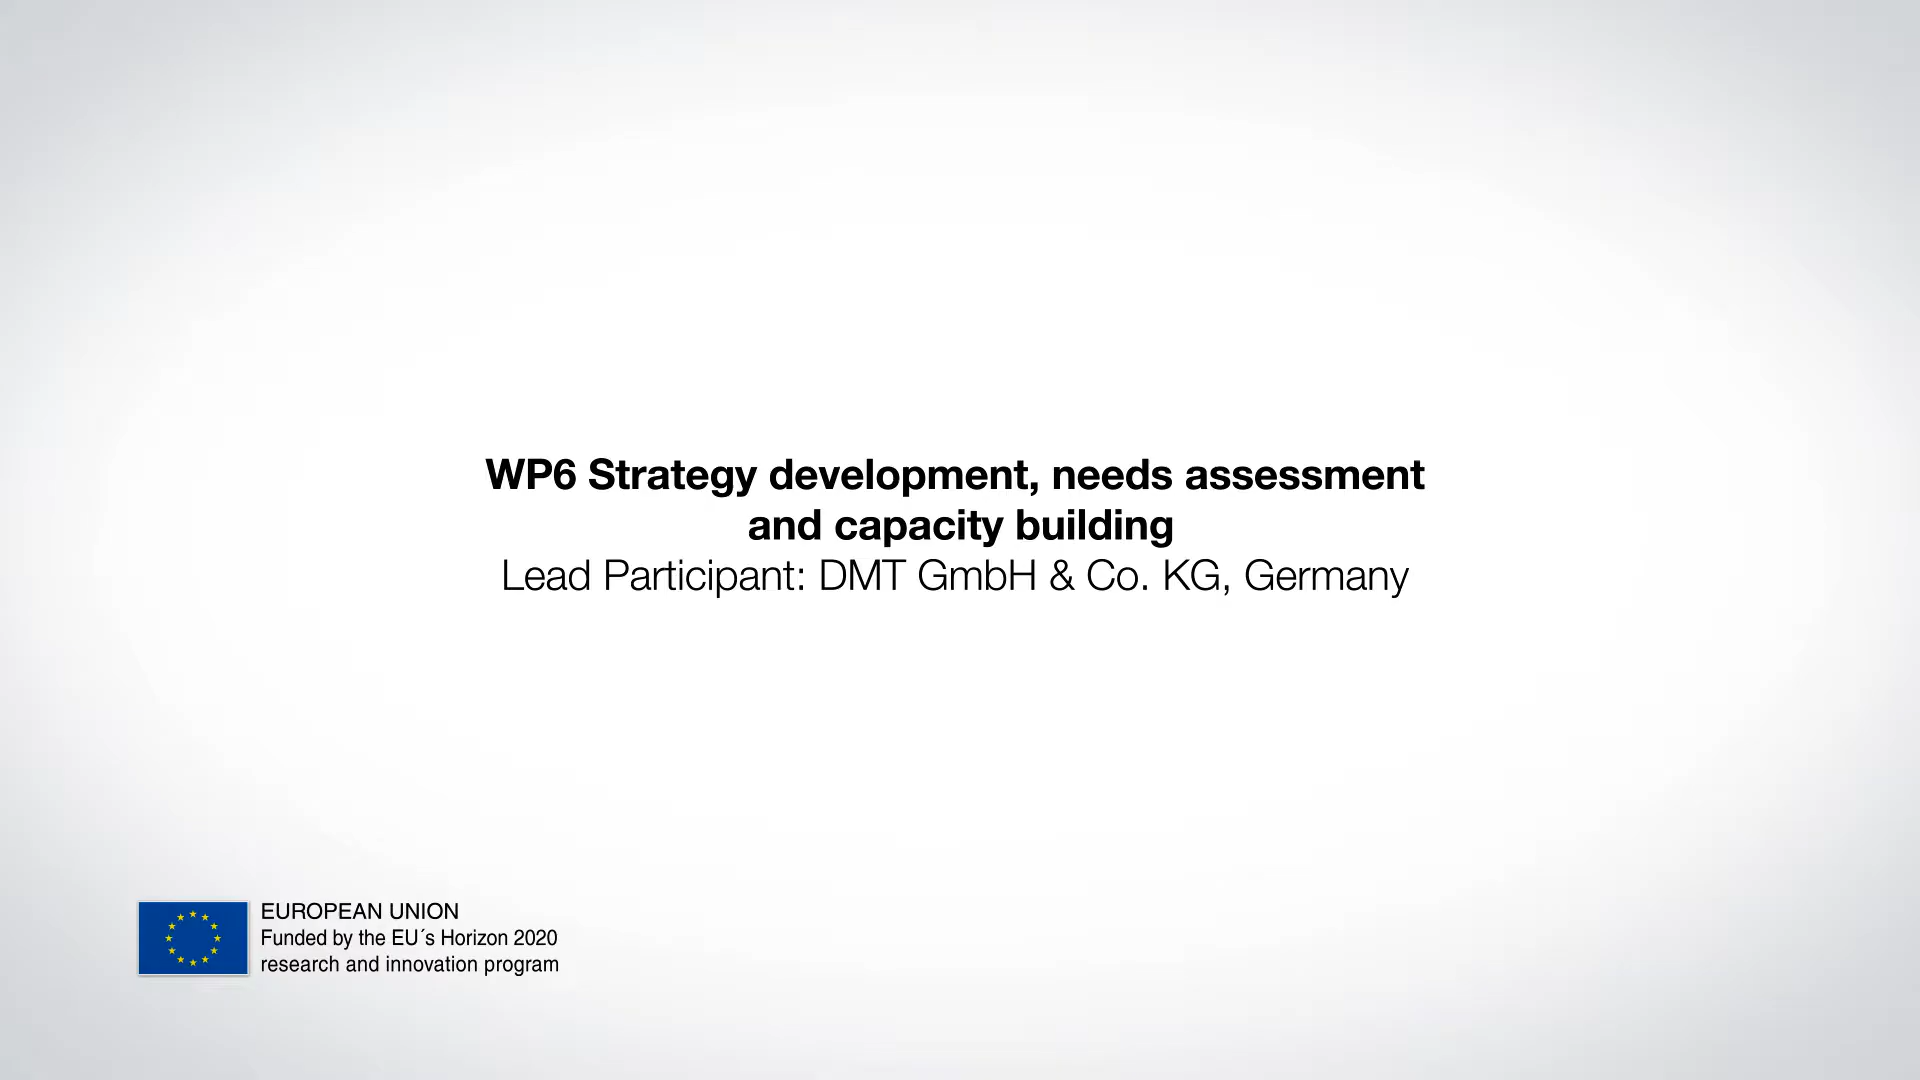 WP6 Strategy development, needs assessment
and capacity building
Lead Participant: DMT GmbH & Co. KG, Germany
EUROPEAN UNION
Funded by the EU´s Horizon 2020
research and innovation program